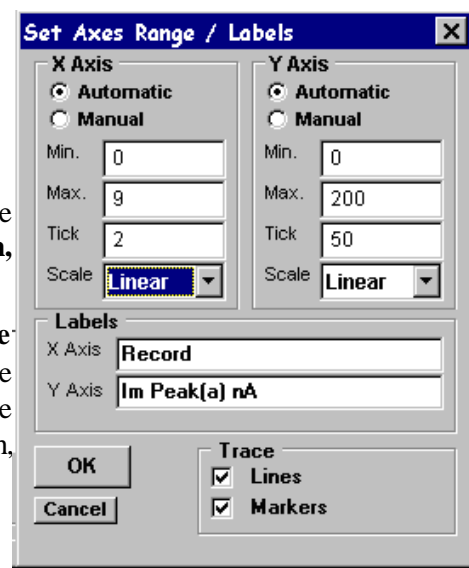 Set Axes Range / Labels
X Axis
Automatic
Manual
Min. 0
Max. 9
Tick 2
Scale Linear
Y Axis
Automatic
Manual
Min. 0
Max. 200
Tick 50
Scale Linear
Labels
X Axis Record
Y Axis Im Peak(a) nA
OK
Cancel
Trace
Lines
Markers